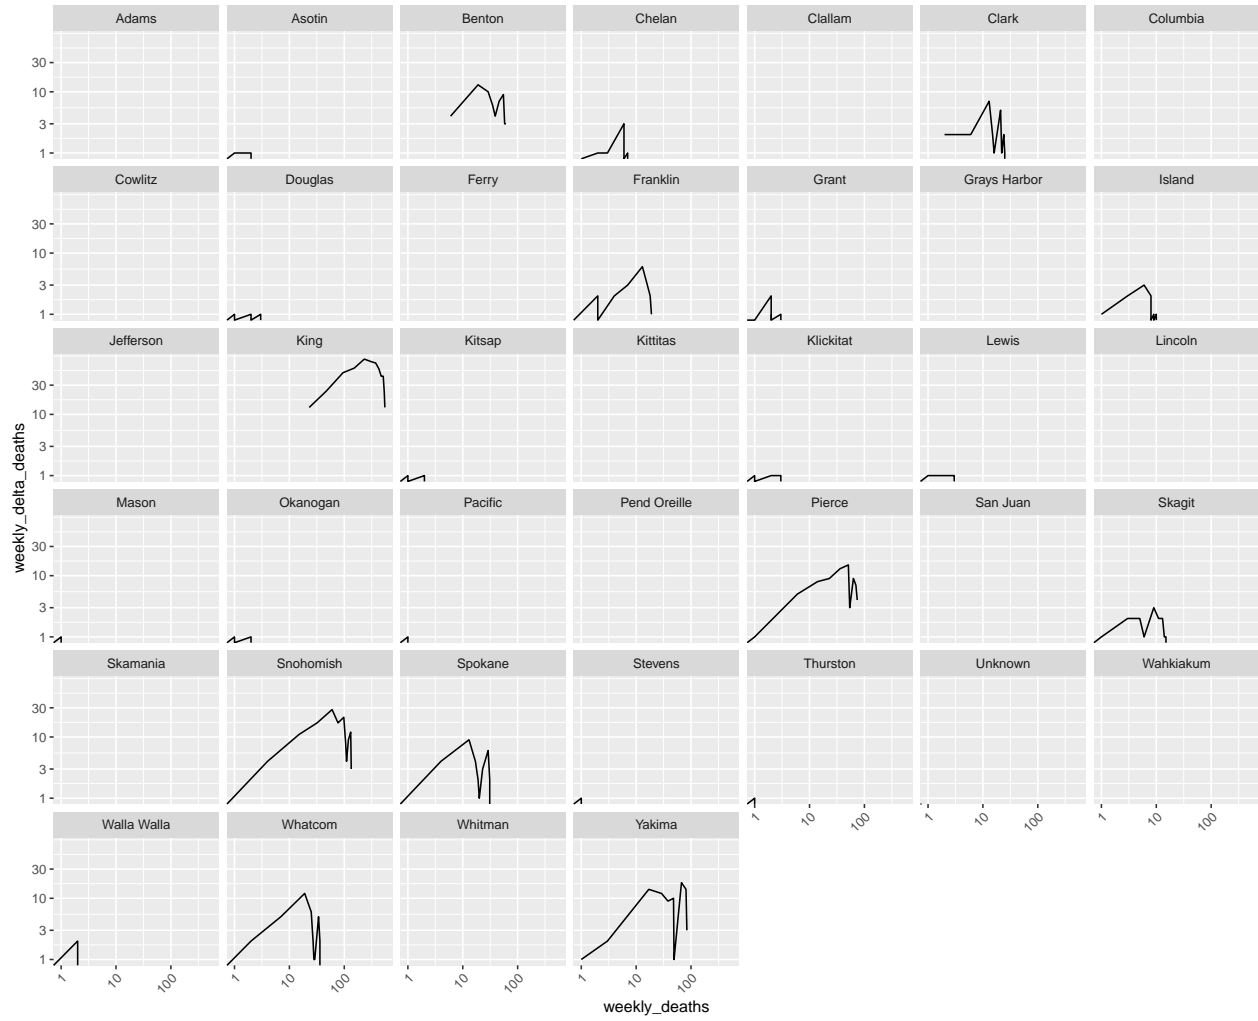 Adams Asotin Benton Chelan Clallam Clark Columbia
30
10
3
1
Cowlitz Douglas Ferry Franklin Grant Grays Harbor Island
30
10
3
1
Jefferson King Kitsap Kittitas Klickitat Lewis Lincoln
30
10
3
1
weekly_delta_deaths
Mason Okanogan Pacific Pend Oreille Pierce San Juan Skagit
30
10
3
1
Skamania Snohomish Spokane Stevens Thurston Unknown Wahkiakum
30
10
3
1
1 10 100 1 10 100 1 10 100
Walla Walla Whatcom Whitman Yakima
30
10
3
1
1 10 100 1 10 100 1 10 100 1 10 100
weekly_deaths